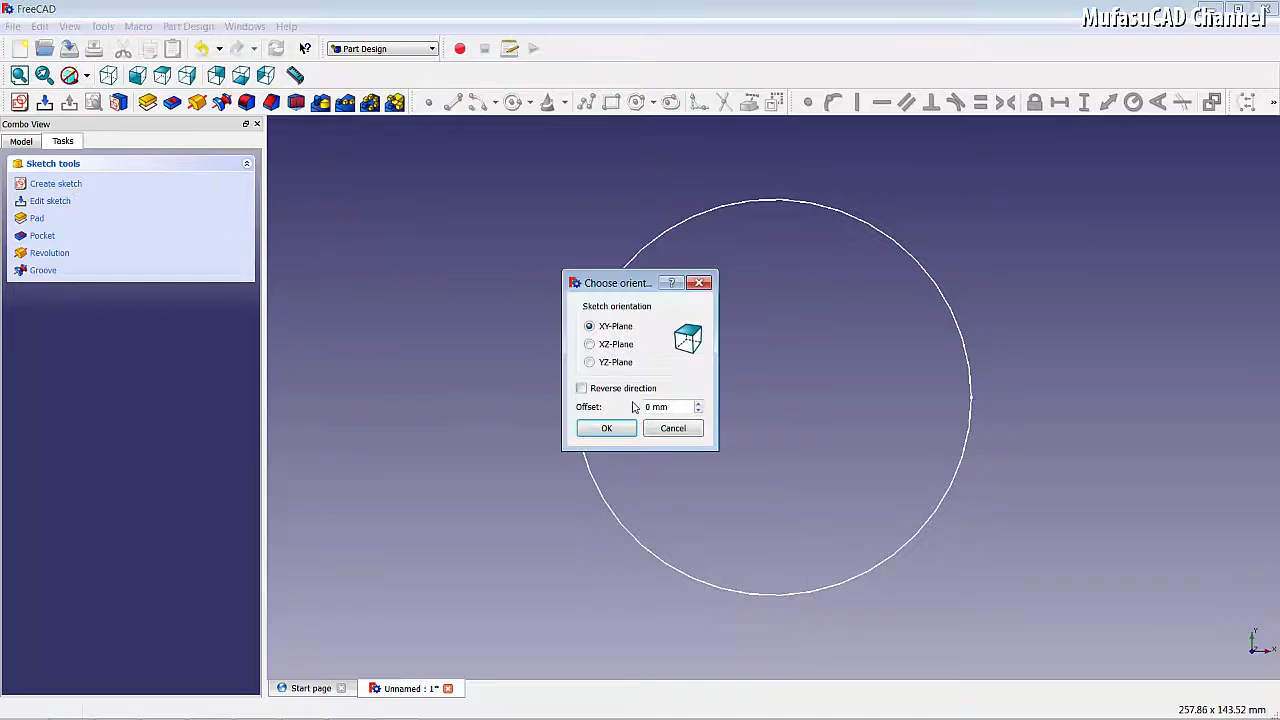 FreeCAD
MufasuCAD Channel
File Edit View Tools Macro Part Design Windows Help
Part Design
Combo View
Model Tasks
Sketch tools
Create sketch
Edit sketch
Pad
Pocket
Revolution
Groove
Choose orient...
Sketch orientation
XY-Plane
XZ-Plane
YZ-Plane
Reverse direction
Offset: 0 mm
OK Cancel
Y
X
Start page Unnamed : 1*
257.86 x 143.52 mm